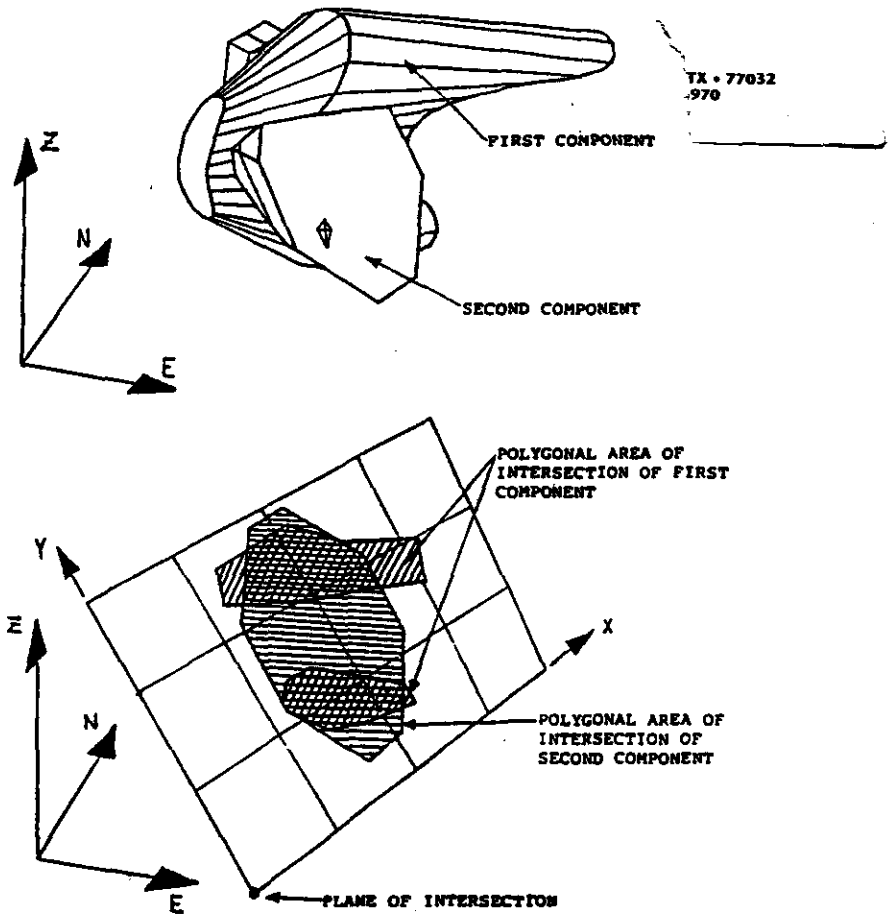 TX • 77032
970
FIRST COMPONENT
Z
N
SECOND COMPONENT
E
POLYGONAL AREA OF
INTERSECTION OF FIRST
COMPONENT
Y
Z
X
N
POLYGONAL AREA OF
INTERSECTION OF
SECOND COMPONENT
E
PLANE OF INTERSECTION